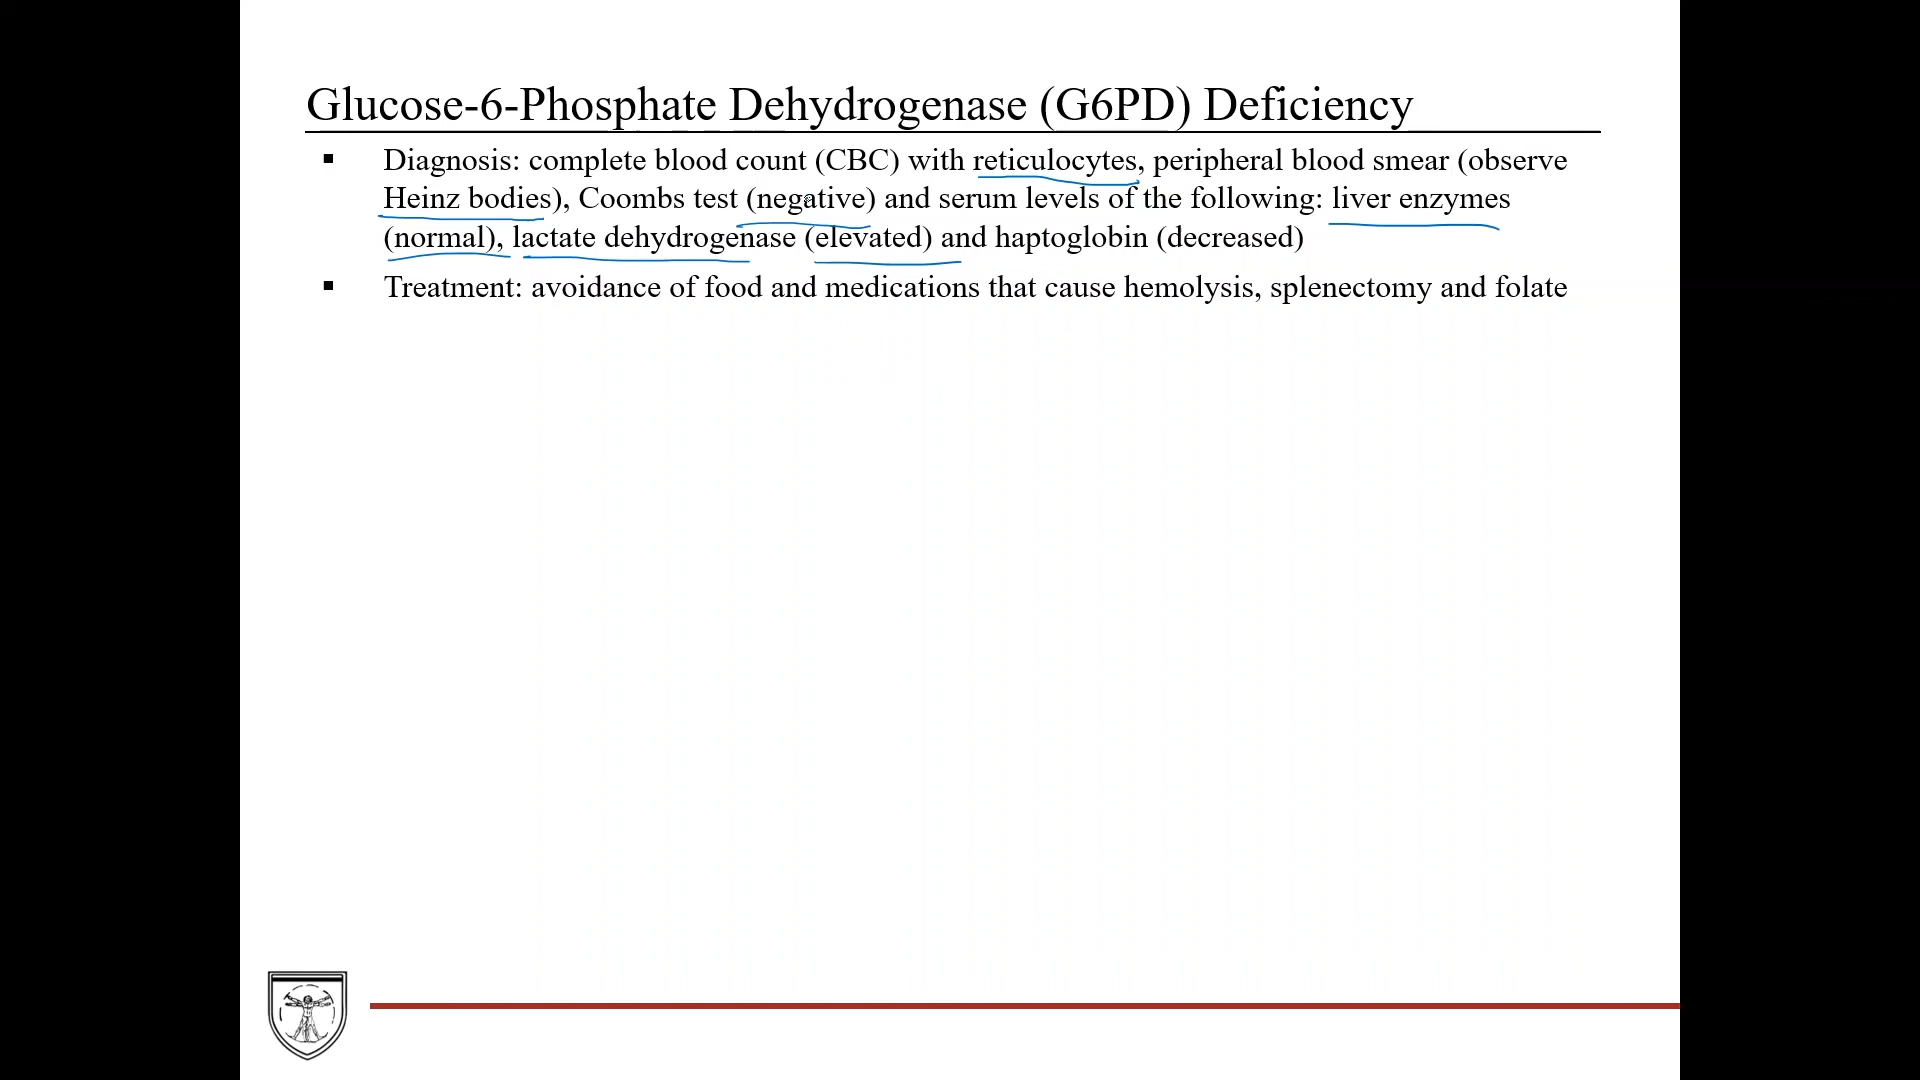 Glucose-6-Phosphate Dehydrogenase (G6PD) Deficiency
▪ Diagnosis: complete blood count (CBC) with reticulocytes, peripheral blood smear (observe
Heinz bodies), Coombs test (negative) and serum levels of the following: liver enzymes
(normal), lactate dehydrogenase (elevated) and haptoglobin (decreased)
▪ Treatment: avoidance of food and medications that cause hemolysis, splenectomy and folate